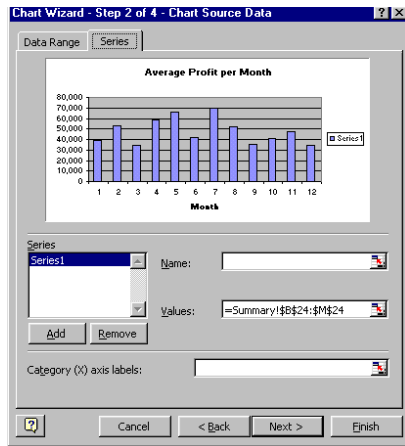 Chart Wizard - Step 2 of 4 - Chart Source Data ? X
Data Range Series
Average Profit per Month
80,000
70,000
60,000
50,000
40,000
30,000
20,000
10,000
0
1 2 3 4 5 6 7 8 9 10 11 12
Month
Series1
Series
Series1
Name:
Values: =Summary!$B$24:$M$24
Add Remove
Category (X) axis labels:
? Cancel < Back Next > Finish